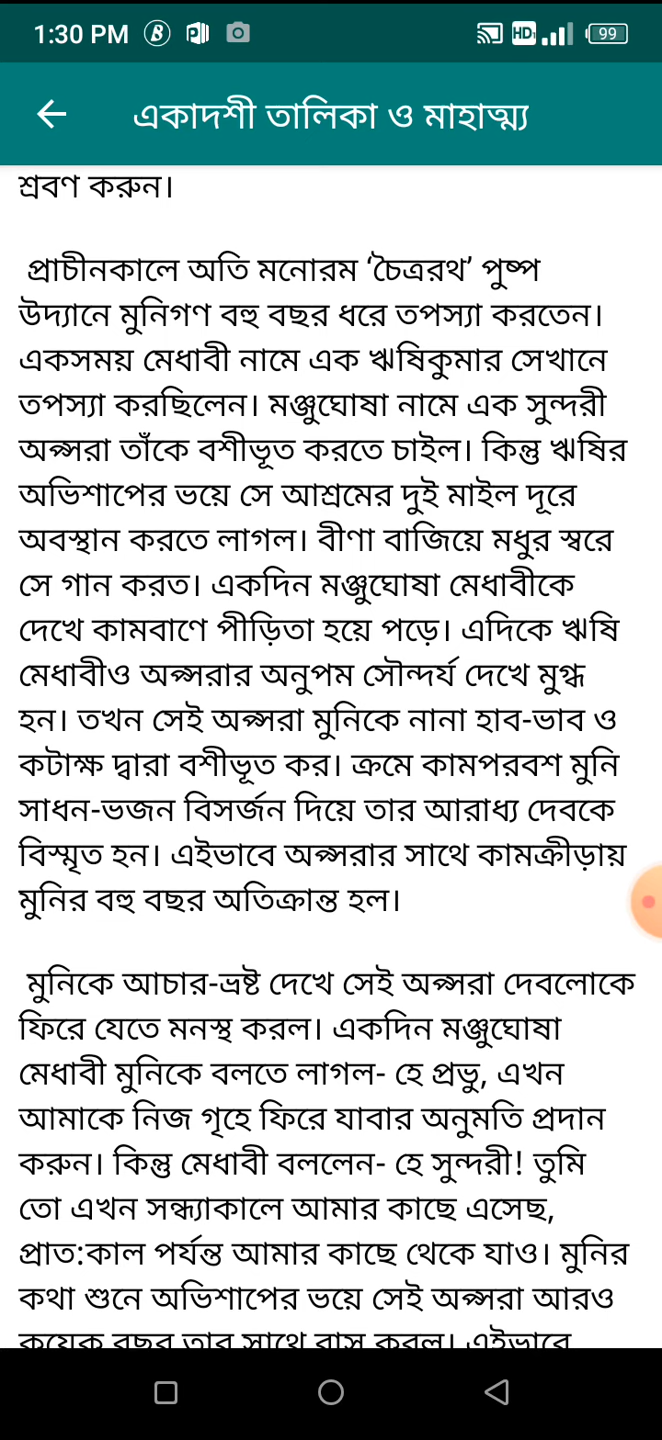 1:30 PM
HD
99
একাদশী তালিকা ও মাহাত্ম্য
শ্রবণ করুন।
প্রাচীনকালে অতি মনোরম ‘চৈত্ররথ’ পুষ্প
উদ্যানে মুনিগণ বহু বছর ধরে তপস্যা করতেন।
একসময় মেধাবী নামে এক ঋষিকুমার সেখানে
তপস্যা করছিলেন। মঞ্জুঘোষা নামে এক সুন্দরী
অপ্সরা তাঁকে বশীভূত করতে চাইল। কিন্তু ঋষির
অভিশাপের ভয়ে সে আশ্রমের দুই মাইল দূরে
অবস্থান করতে লাগল। বীণা বাজিয়ে মধুর স্বরে
সে গান করত। একদিন মঞ্জুঘোষা মেধাবীকে
দেখে কামবাণে পীড়িতা হয়ে পড়ে। এদিকে ঋষি
মেধাবীও অপ্সরার অনুপম সৌন্দর্য দেখে মুগ্ধ
হন। তখন সেই অপ্সরা মুনিকে নানা হাব-ভাব ও
কটাক্ষ দ্বারা বশীভূত কর। ক্রমে কামপরবশ মুনি
সাধন-ভজন বিসর্জন দিয়ে তার আরাধ্য দেবকে
বিস্মৃত হন। এইভাবে অপ্সরার সাথে কামক্রীড়ায়
মুনির বহু বছর অতিক্রান্ত হল।
মুনিকে আচার-ভ্রষ্ট দেখে সেই অপ্সরা দেবলোকে
ফিরে যেতে মনস্থ করল। একদিন মঞ্জুঘোষা
মেধাবী মুনিকে বলতে লাগল- হে প্রভু, এখন
আমাকে নিজ গৃহে ফিরে যাবার অনুমতি প্রদান
করুন। কিন্তু মেধাবী বললেন- হে সুন্দরী! তুমি
তো এখন সন্ধ্যাকালে আমার কাছে এসেছ,
প্রাত:কাল পর্যন্ত আমার কাছে থেকে যাও। মুনির
কথা শুনে অভিশাপের ভয়ে সেই অপ্সরা আরও
কয়েক বছর তার সাথে বাস করল। এইভাবে